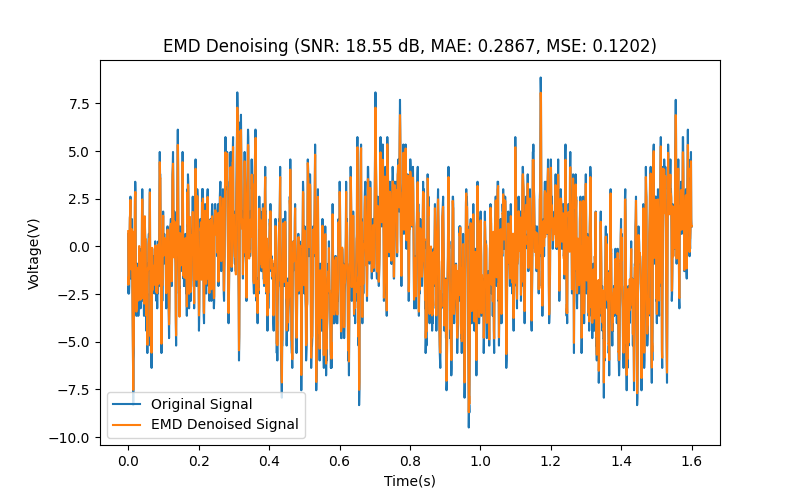 EMD Denoising (SNR: 18.55 dB, MAE: 0.2867, MSE: 0.1202)
7.5
5.0
2.5
0.0
−2.5
−5.0
−7.5
−10.0
Voltage(V)
Original Signal
EMD Denoised Signal
0.0 0.2 0.4 0.6 0.8 1.0 1.2 1.4 1.6
Time(s)